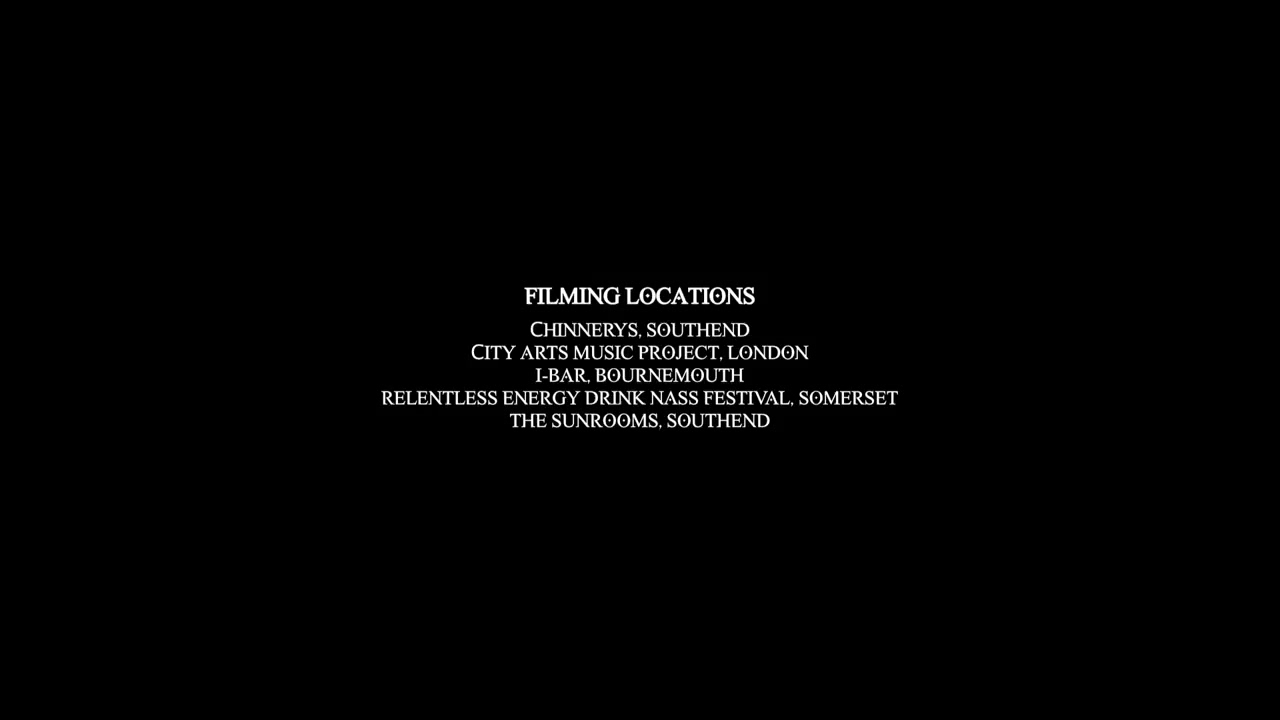 FILMING LOCATIONS
CHINNERYS, SOUTHEND
CITY ARTS MUSIC PROJECT, LONDON
I-BAR, BOURNEMOUTH
RELENTLESS ENERGY DRINK NASS FESTIVAL, SOMERSET
THE SUNROOMS, SOUTHEND